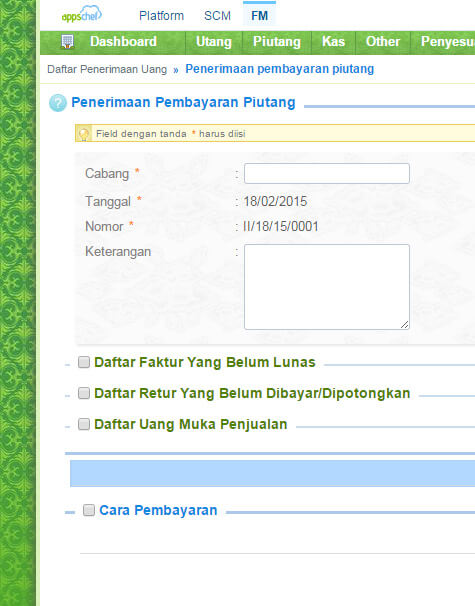 appschef Platform SCM FM
Dashboard Utang Piutang Kas Other Penyesu
Daftar Penerimaan Uang » Penerimaan pembayaran piutang
? Penerimaan Pembayaran Piutang
Field dengan tanda * harus diisi
Cabang * :
Tanggal * : 18/02/2015
Nomor * : II/18/15/0001
Keterangan :
Daftar Faktur Yang Belum Lunas
Daftar Retur Yang Belum Dibayar/Dipotongkan
Daftar Uang Muka Penjualan
Cara Pembayaran